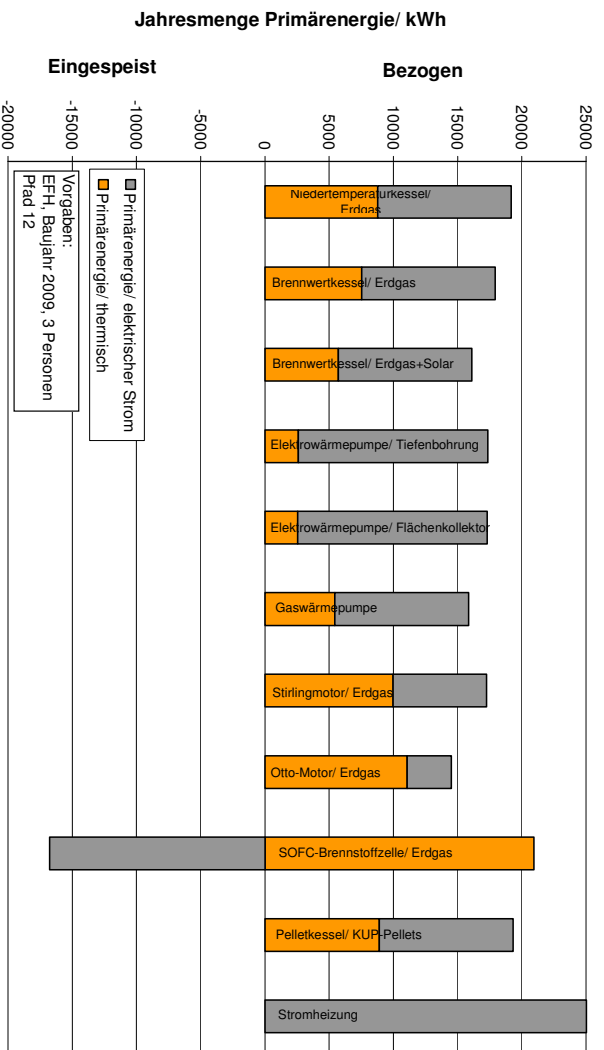 Jahresmenge Primärenergie/ kWh
Eingespeist
Bezogen
-20000
-15000
-10000
-5000
0
5000
10000
15000
20000
25000
Niedertemperaturkessel/
Erdgas
Brennwertkessel/ Erdgas
Brennwertkessel/ Erdgas+Solar
Elektrowärmepumpe/ Tiefenbohrung
Elektrowärmepumpe/ Flächenkollektor
Gaswärmepumpe
Stirlingmotor/ Erdgas
Otto-Motor/ Erdgas
SOFC-Brennstoffzelle/ Erdgas
Pelletkessel/ KUP-Pellets
Stromheizung
Primärenergie/ elektrischer Strom
Primärenergie/ thermisch
Vorgaben:
EFH, Baujahr 2009, 3 Personen
Pfad 12